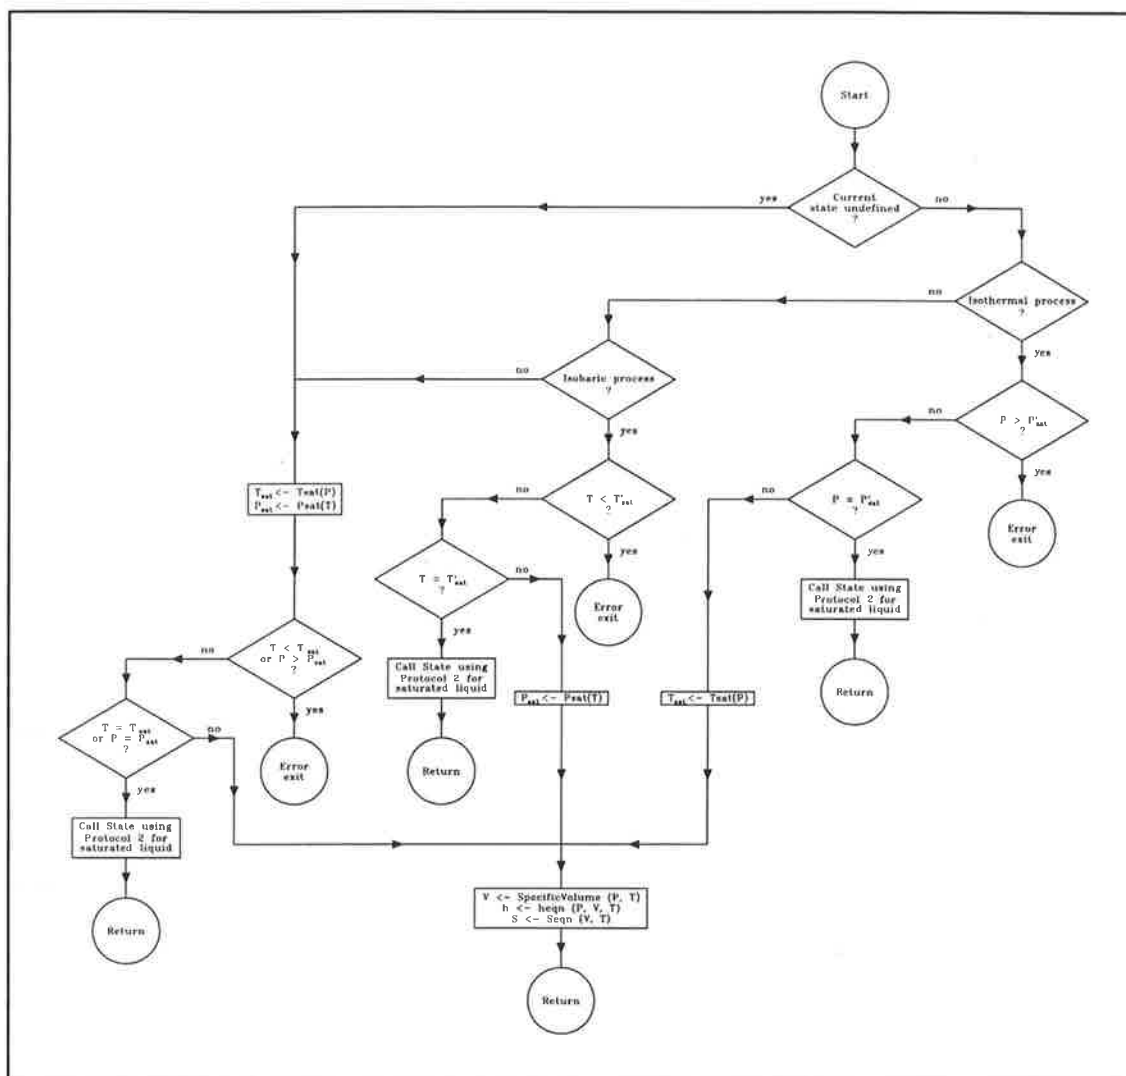 Start
Current
state undefined
?
yes
no
Isothermal process
?
no
yes
Isobaric process
?
no
yes
P > P'sat
?
no
yes
Tsat <- Tsat(P)
Psat <- Psat(T)
T < T'sat
?
no
yes
P = P'sat
?
no
yes
Error
exit
T = T'sat
?
no
yes
Error
exit
Call State using
Protocol 2 for
saturated liquid
T < Tsat
or P > Psat
?
no
yes
Call State using
Protocol 2 for
saturated liquid
Psat <- Psat(T)
Tsat <- Tsat(P)
Return
T = Tsat
or P = Psat
?
no
yes
Error
exit
Return
Call State using
Protocol 2 for
saturated liquid
V <- SpecificVolume (P, T)
h <- heqn (P, V, T)
S <- Seqn (V, T)
Return
Return